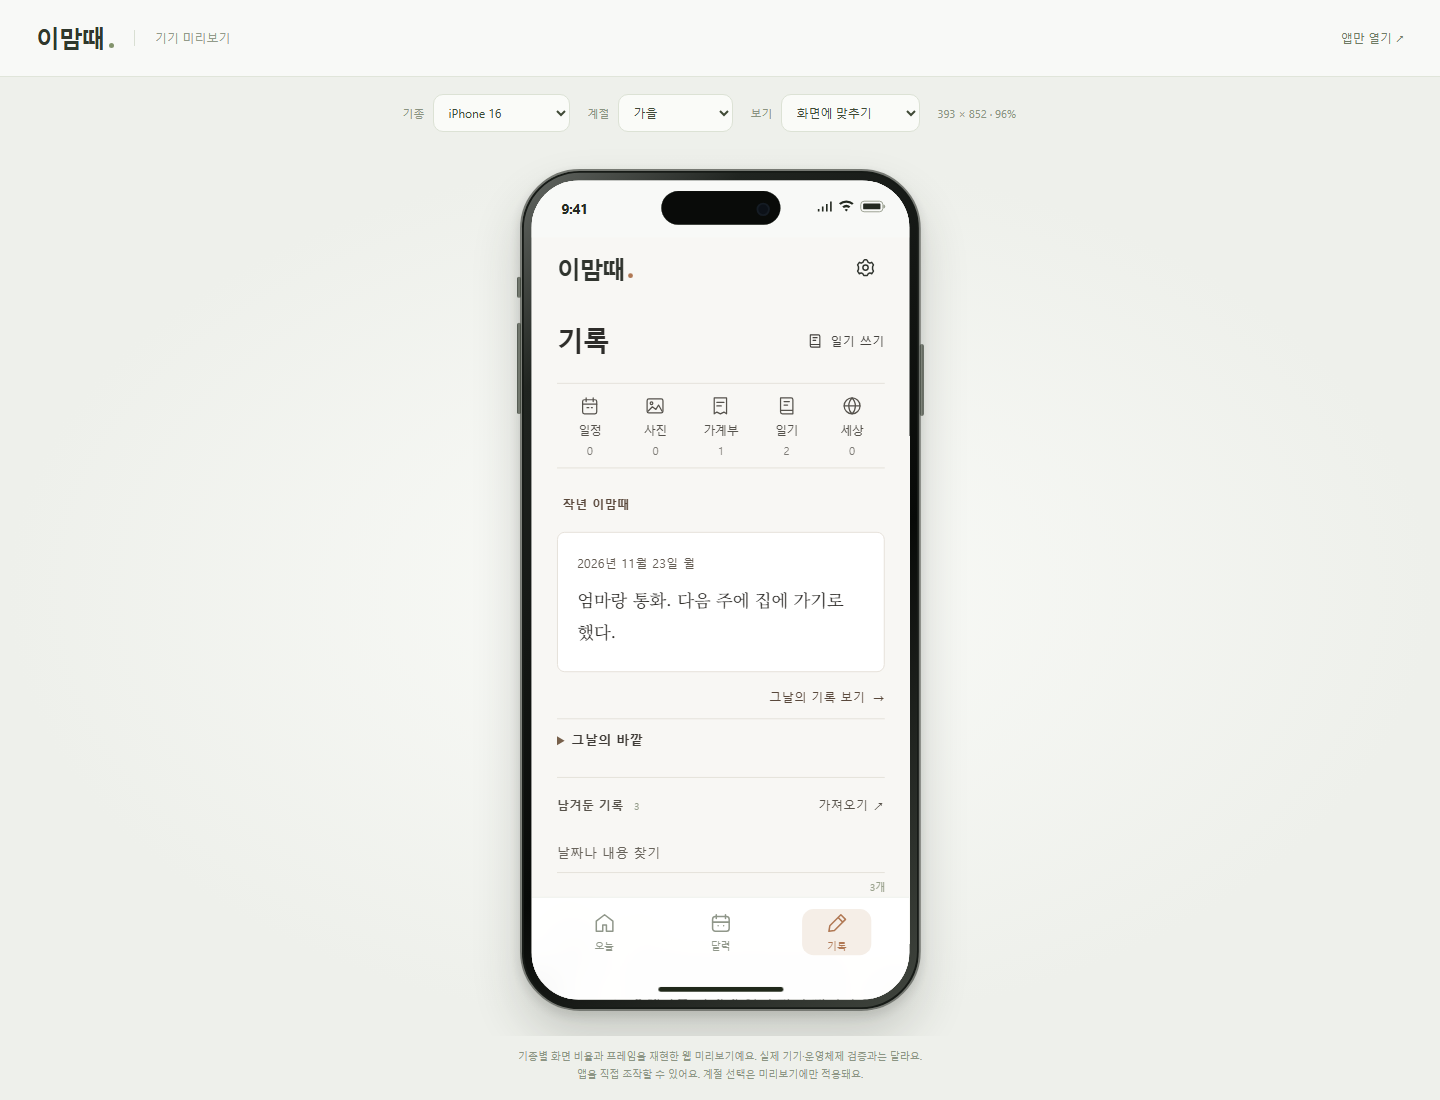 이맘때.
기기 미리보기
앱만 열기 ↗
기종 iPhone 16 계절 가을 보기 화면에 맞추기 393 × 852 · 96%
9:41
이맘때.
기록
일기 쓰기
일정 사진 가계부 일기 세상
0 0 1 2 0
작년 이맘때
2026년 11월 23일 월
엄마랑 통화. 다음 주에 집에 가기로
했다.
그날의 기록 보기 →
▶ 그날의 바깥
남겨둔 기록 3
가져오기 ↗
날짜나 내용 찾기
3개
오늘 달력 기록
기종별 화면 비율과 프레임을 재현한 웹 미리보기예요. 실제 기기·운영체제 검증과는 달라요.
앱을 직접 조작할 수 있어요. 계절 선택은 미리보기에만 적용돼요.